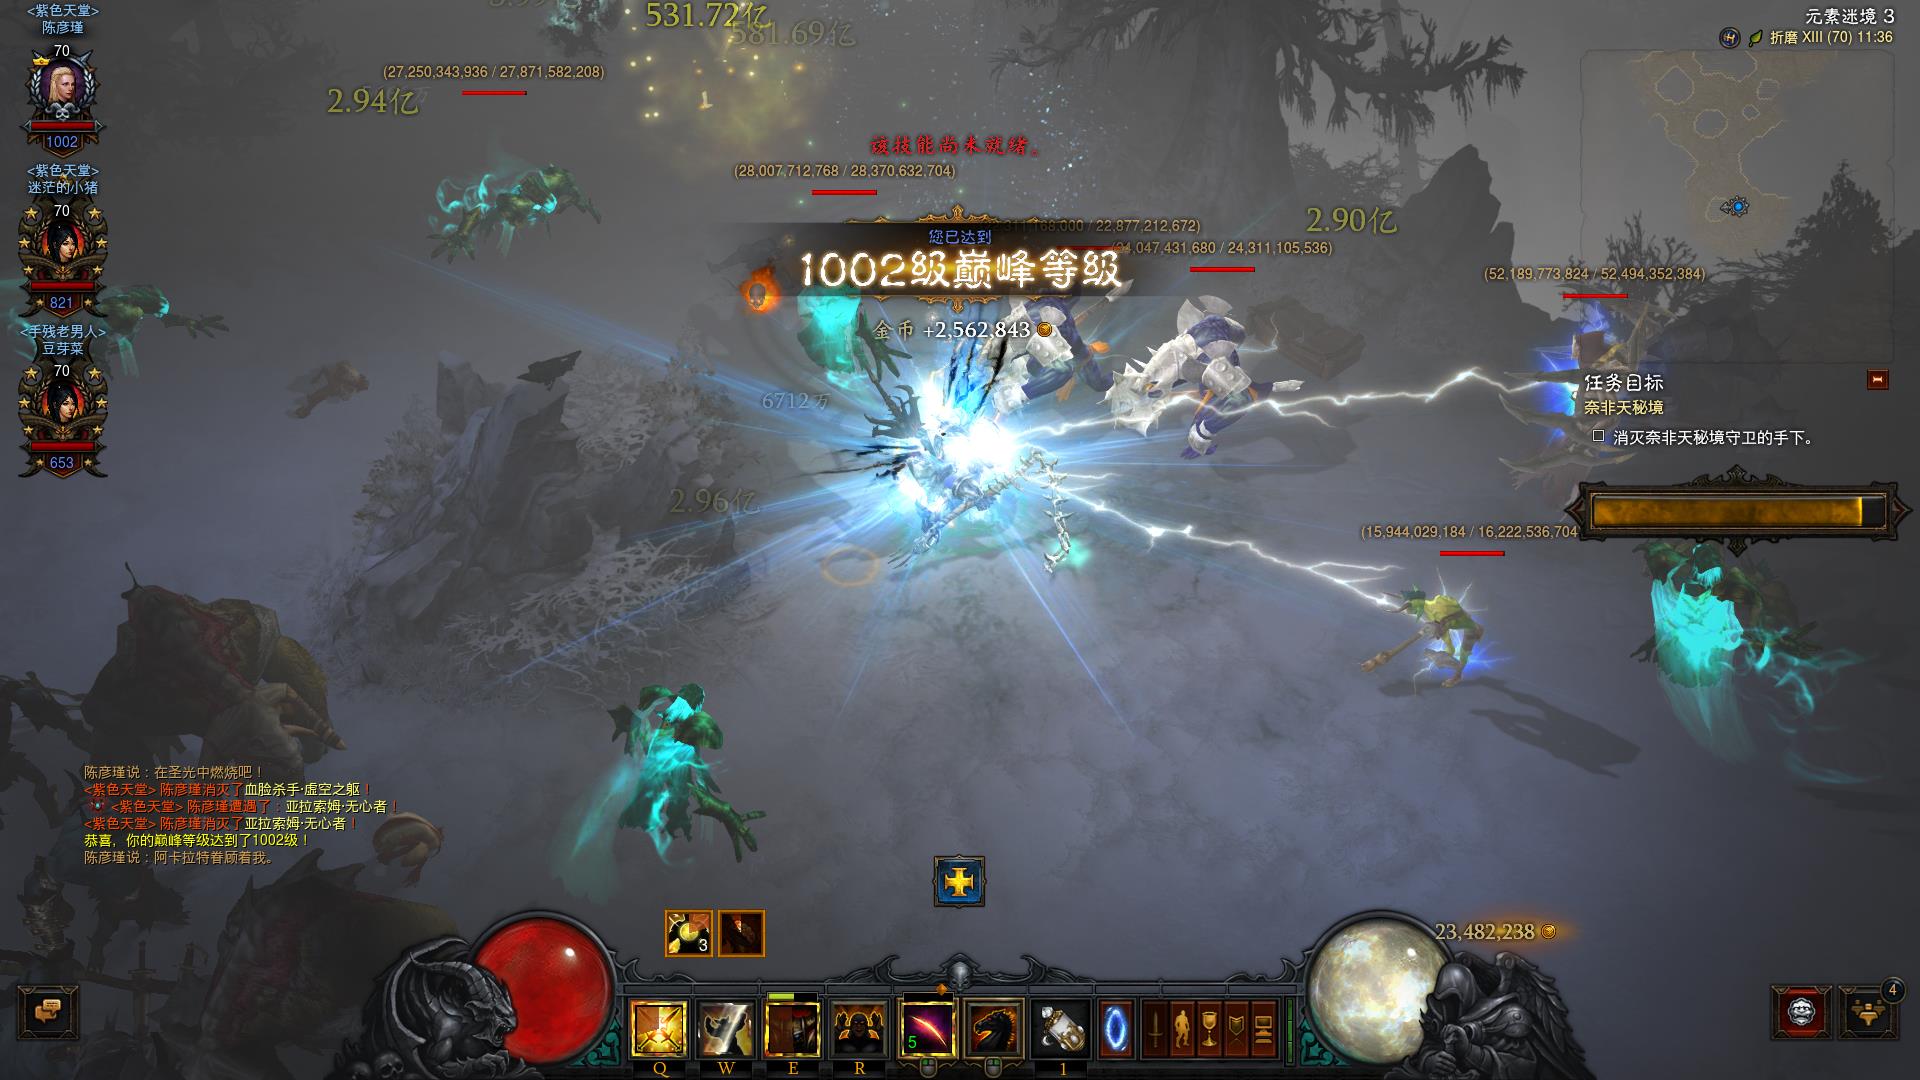 <紫色天堂>
陈彦瑾
70
1002
<紫色天堂>
迷茫的小猪
70
821
<手残老男人>
豆芽菜
70
653
531.72亿
581.69亿
(27,250,343,936 / 27,871,582,208)
2.94亿
该技能尚未就绪。
(28,007,712,768 / 28,370,632,704)
/ 22,877,212,672)
2.90亿
(24,047,431,680 / 24,311,105,536)
您已达到
1002级巅峰等级
金币 +2,562,843
(52,189,773,824 / 52,494,352,384)
6712万
2.96亿
(15,944,029,184 / 16,222,536,704
元素迷境 3
折磨 XIII (70) 11:36
任务目标
奈非天秘境
消灭奈非天秘境守卫的手下。
陈彦瑾说：在圣光中燃烧吧！
<紫色天堂> 陈彦瑾消灭了血脸杀手·虚空之躯！
<紫色天堂> 陈彦瑾遭遇了：亚拉索姆·无心者！
<紫色天堂> 陈彦瑾消灭了亚拉索姆·无心者！
恭喜，你的巅峰等级达到了1002级！
陈彦瑾说：阿卡拉特眷顾着我。
3
23,482,238
5
4
Q
W
E
R
1